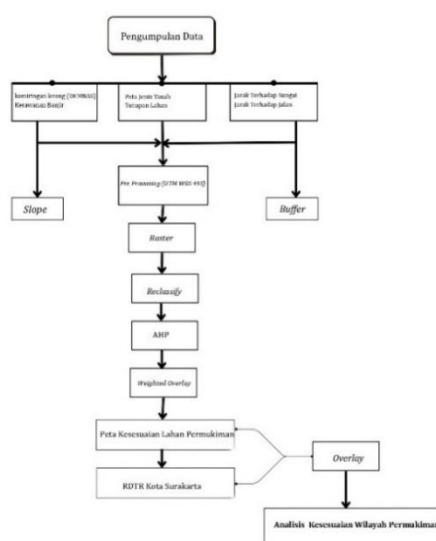 Pengumpulan Data
kemiringan lereng (DEMNAS)
Kerawanan Banjir
Peta Jenis Tanah
Tutupan Lahan
Jarak Terhadap Sungai
Jarak Terhadap Jalan
Slope
Pre Processing (UTM WGS 49S)
Buffer
Raster
Reclassify
AHP
Weighted Overlay
Peta Kesesuaian Lahan Permukiman
Overlay
RDTR Kota Surakarta
Analisis Kesesuaian Wilayah Permukiman